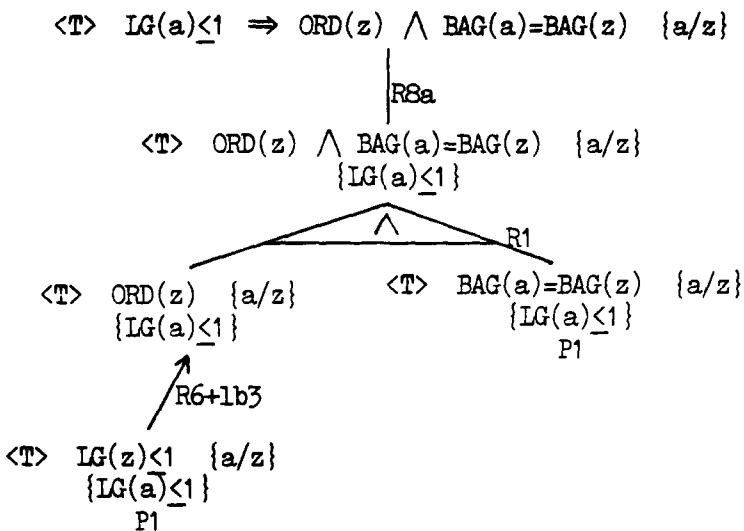 <T> LG(a)≤1 ⇒ ORD(z) ∧ BAG(a)=BAG(z) {a/z}
R8a
<T> ORD(z) ∧ BAG(a)=BAG(z) {a/z}
{LG(a)≤1}
∧
R1
<T> ORD(z) {a/z} <T> BAG(a)=BAG(z) {a/z}
{LG(a)≤1} {LG(a)≤1}
P1
R6+1b3
<T> LG(z)≤1 {a/z}
{LG(a)≤1}
P1